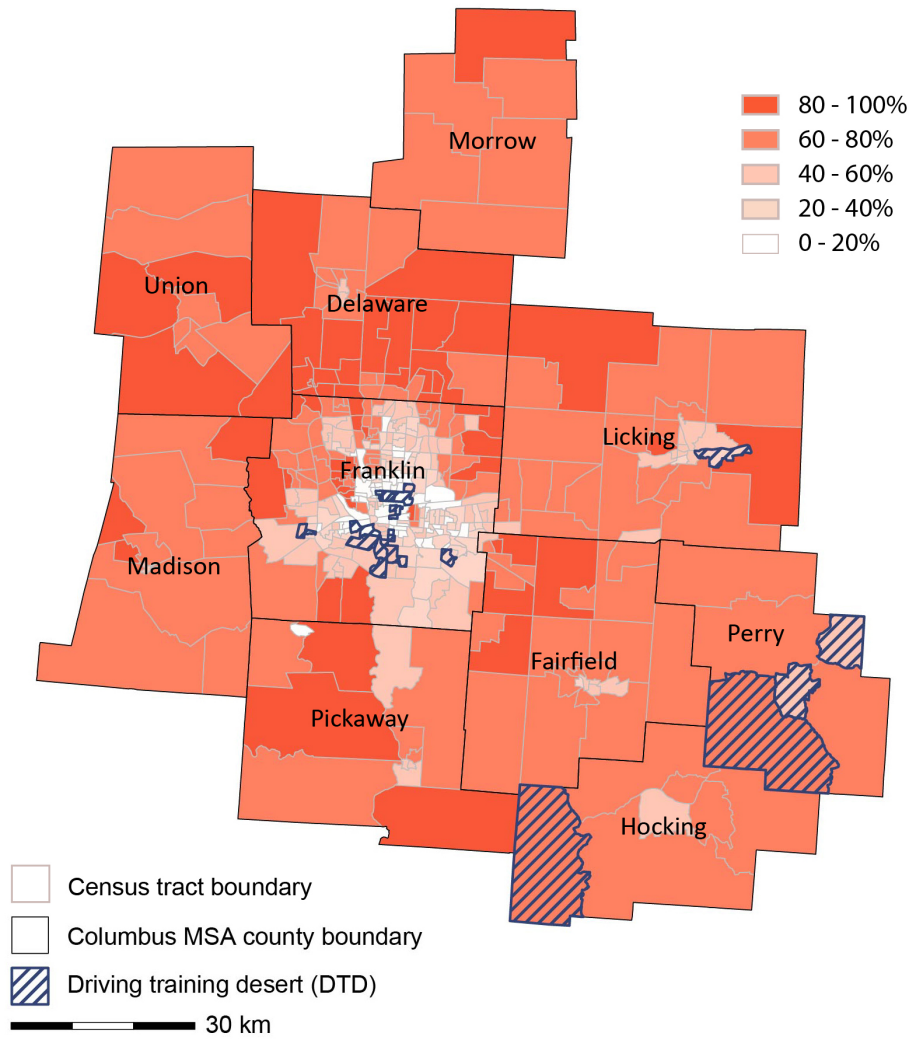 80 - 100%
60 - 80%
40 - 60%
20 - 40%
0 - 20%
Morrow
Union
Delaware
Licking
Franklin
Madison
Perry
Fairfield
Pickaway
Hocking
Census tract boundary
Columbus MSA county boundary
Driving training desert (DTD)
30 km